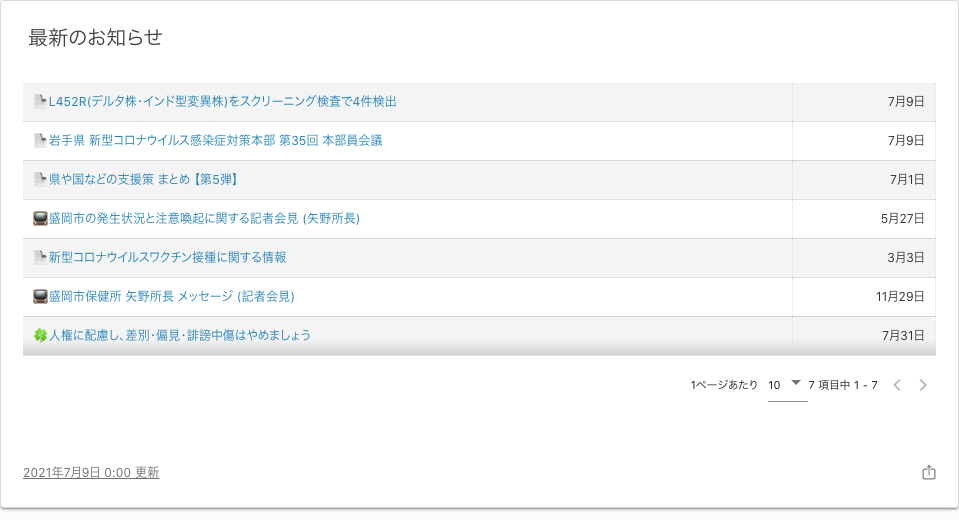 最新のお知らせ
L452R(デルタ株・インド型変異株)をスクリーニング検査で4件検出 7月9日
岩手県 新型コロナウイルス感染症対策本部 第35回 本部員会議 7月9日
県や国などの支援策 まとめ【第5弾】 7月1日
盛岡市の発生状況と注意喚起に関する記者会見 (矢野所長) 5月27日
新型コロナウイルスワクチン接種に関する情報 3月3日
盛岡市保健所 矢野所長 メッセージ (記者会見) 11月29日
人権に配慮し、差別・偏見・誹謗中傷はやめましょう 7月31日
1ページあたり 10 7 項目中 1 - 7
2021年7月9日 0:00 更新